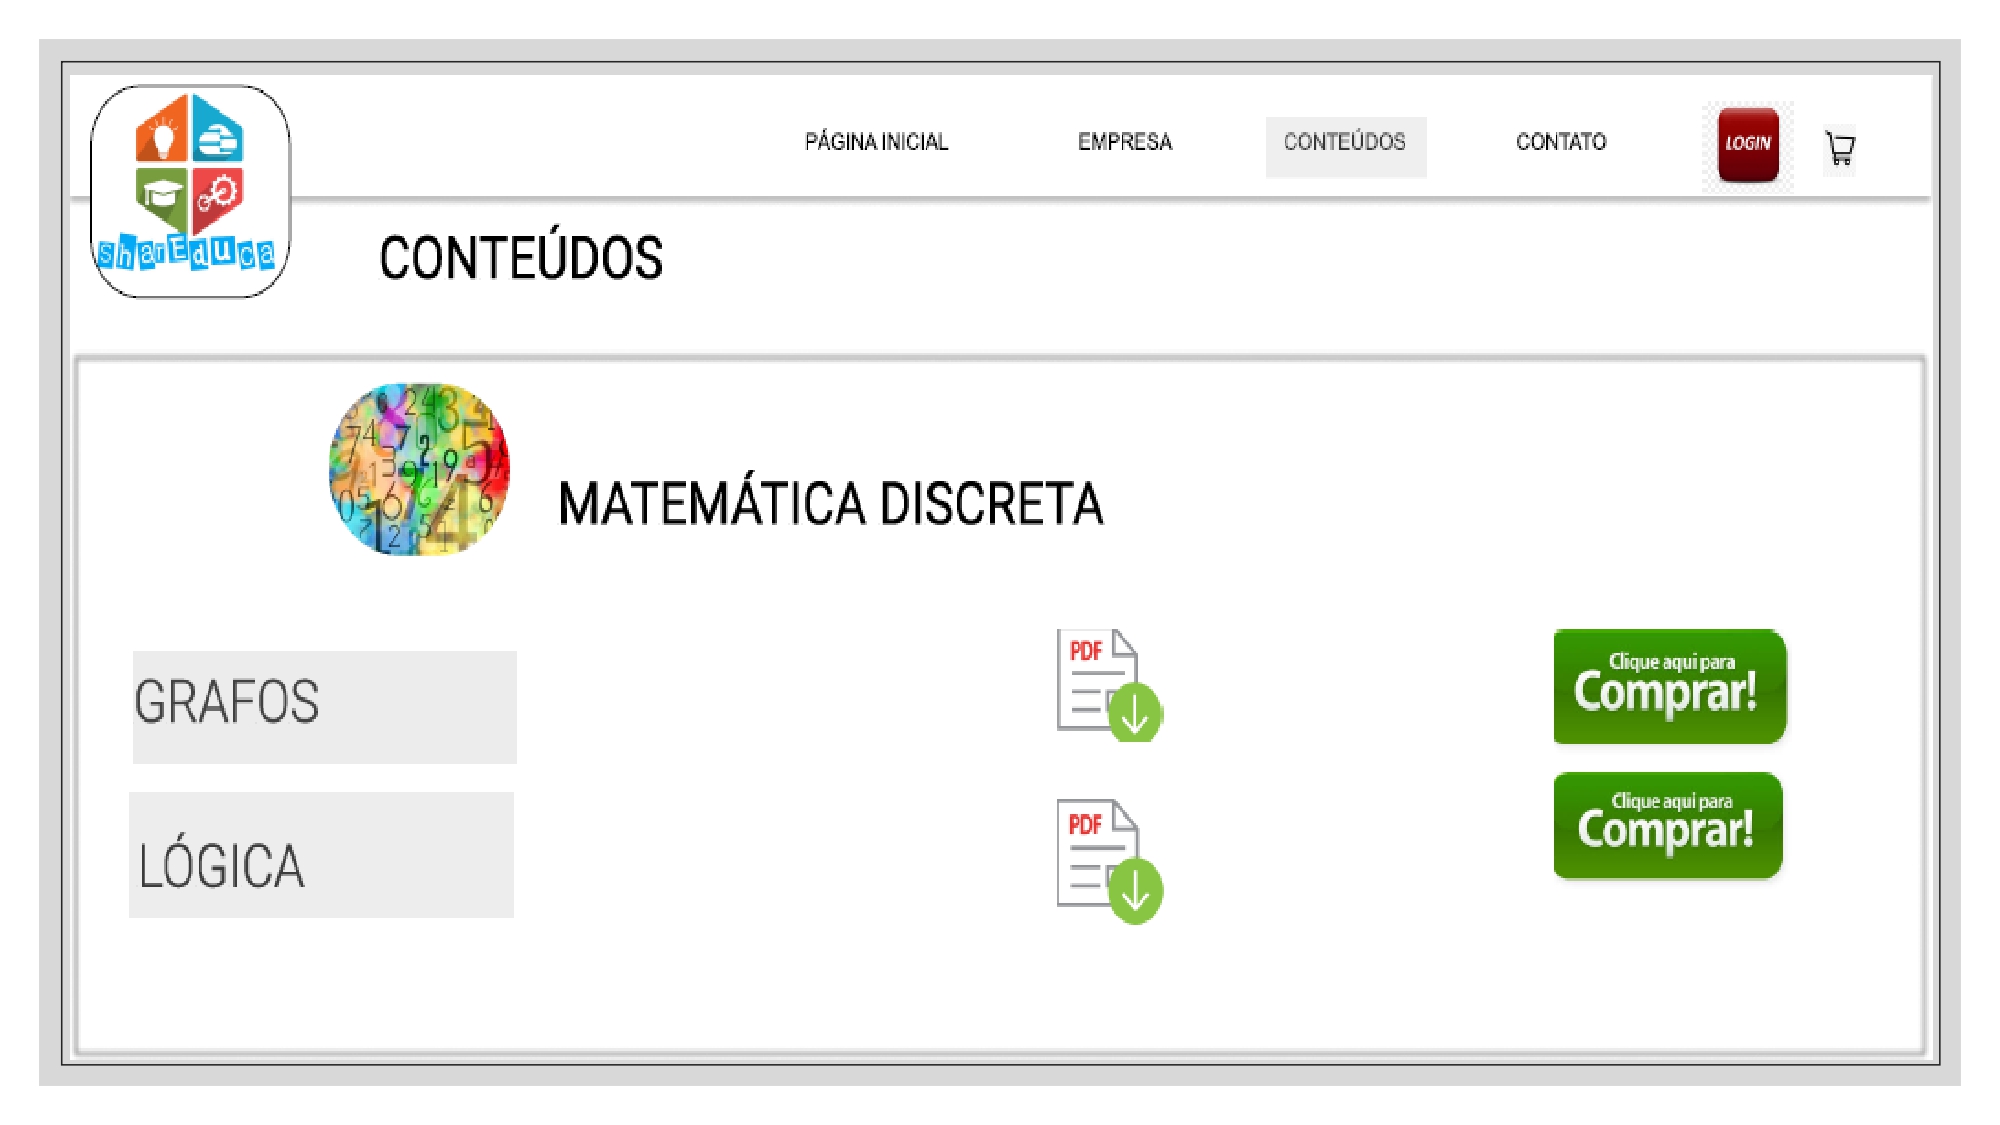 PÁGINA INICIAL
EMPRESA
CONTEÚDOS
CONTATO
LOGIN
sharEduca
CONTEÚDOS
MATEMÁTICA DISCRETA
GRAFOS
PDF
Clique aqui para
Comprar!
LÓGICA
PDF
Clique aqui para
Comprar!